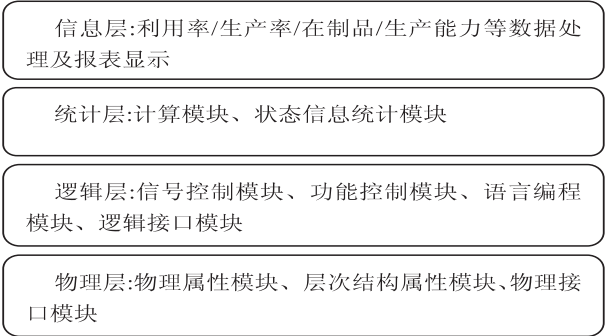 信息层:利用率/生产率/在制品/生产能力等数据处
理及报表显示
统计层:计算模块、状态信息统计模块
逻辑层:信号控制模块、功能控制模块、语言编程
模块、逻辑接口模块
物理层:物理属性模块、层次结构属性模块、物理接
口模块